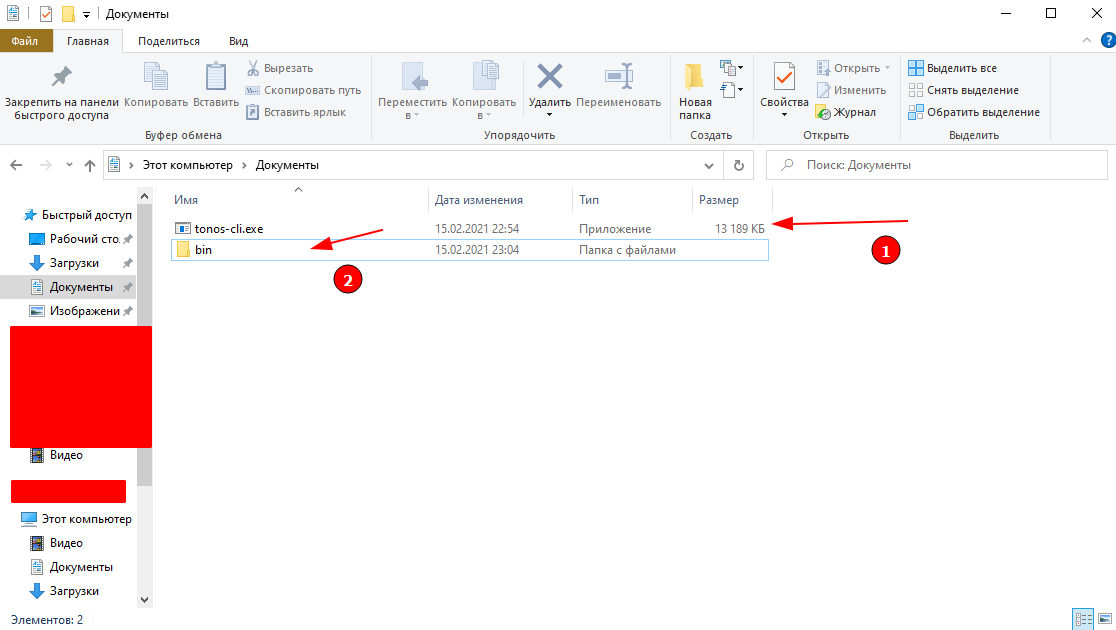 Документы
Файл Главная Поделиться Вид
Закрепить на панели быстрого доступа
Копировать
Вставить
Вырезать
Скопировать путь
Вставить ярлык
Буфер обмена
Переместить в
Копировать в
Удалить
Переименовать
Упорядочить
Новая папка
Создать
Свойства
Открыть
Изменить
Журнал
Открыть
Выделить все
Снять выделение
Обратить выделение
Выделить
Этот компьютер › Документы
Поиск: Документы
Имя Дата изменения Тип Размер
tonos-cli.exe 15.02.2021 22:54 Приложение 13 189 КБ
bin 15.02.2021 23:04 Папка с файлами
1
2
Быстрый доступ
Рабочий сто.
Загрузки
Документы
Изображени
Видео
Этот компьютер
Видео
Документы
Загрузки
Элементов: 2